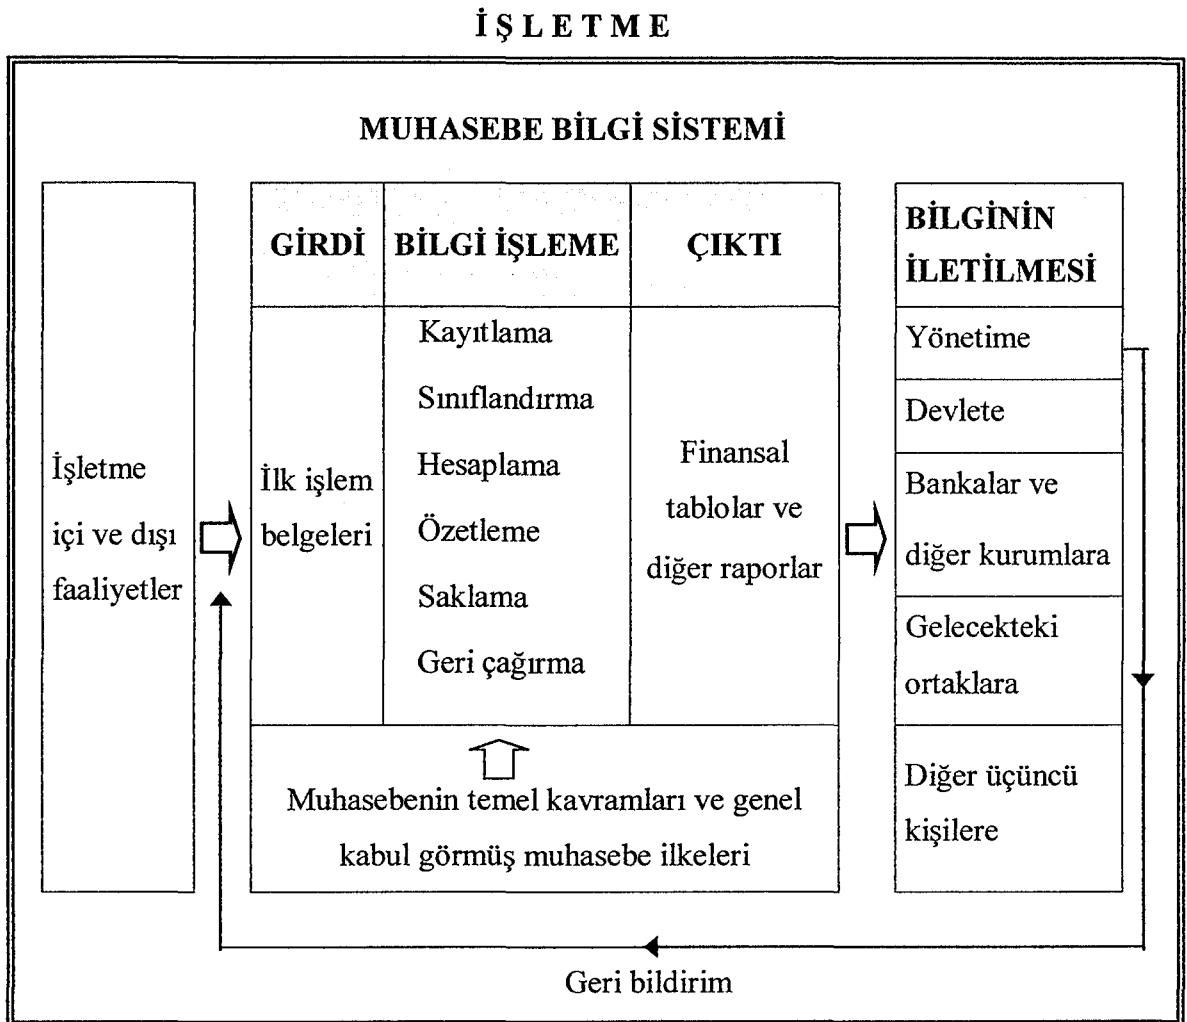 İŞLETME
MUHASEBE BİLGİ SİSTEMİ
İşletme
içi ve dışı
faaliyetler
GİRDİ
İlk işlem
belgeleri
BİLGİ İŞLEME
Kayıtlama
Sınıflandırma
Hesaplama
Özetleme
Saklama
Geri çağırma
ÇIKTI
Finansal
tablolar ve
diğer raporlar
Muhasebenin temel kavramları ve genel
kabul görmüş muhasebe ilkeleri
BİLGİNİN
İLETİLMESİ
Yönetime
Devlete
Bankalar ve
diğer kurumlara
Gelecekteki
ortaklara
Diğer üçüncü
kişilere
Geri bildirim